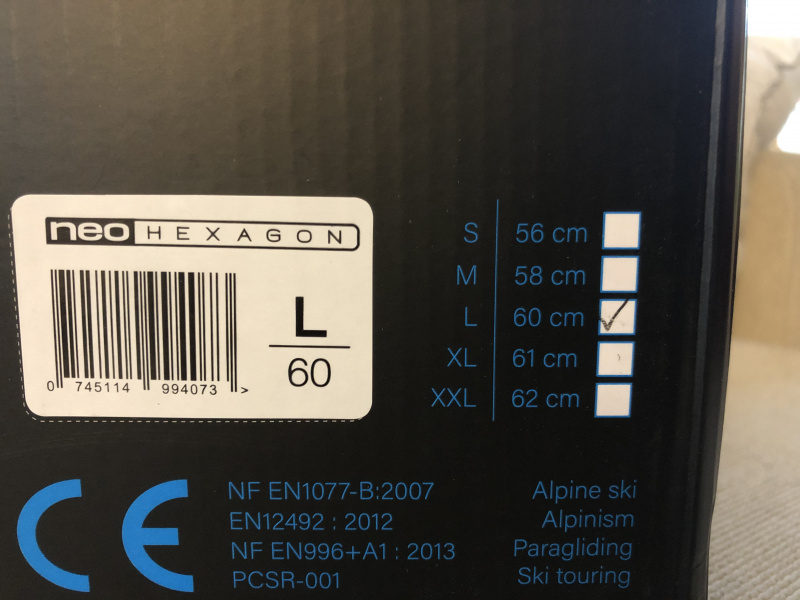 neo HEXAGON
L
60
0 745114 994073 >
S 56 cm
M 58 cm
L 60 cm
XL 61 cm
XXL 62 cm
CE
NF EN1077-B:2007 Alpine ski
EN12492 : 2012 Alpinism
NF EN996+A1 : 2013 Paragliding
PCSR-001 Ski touring